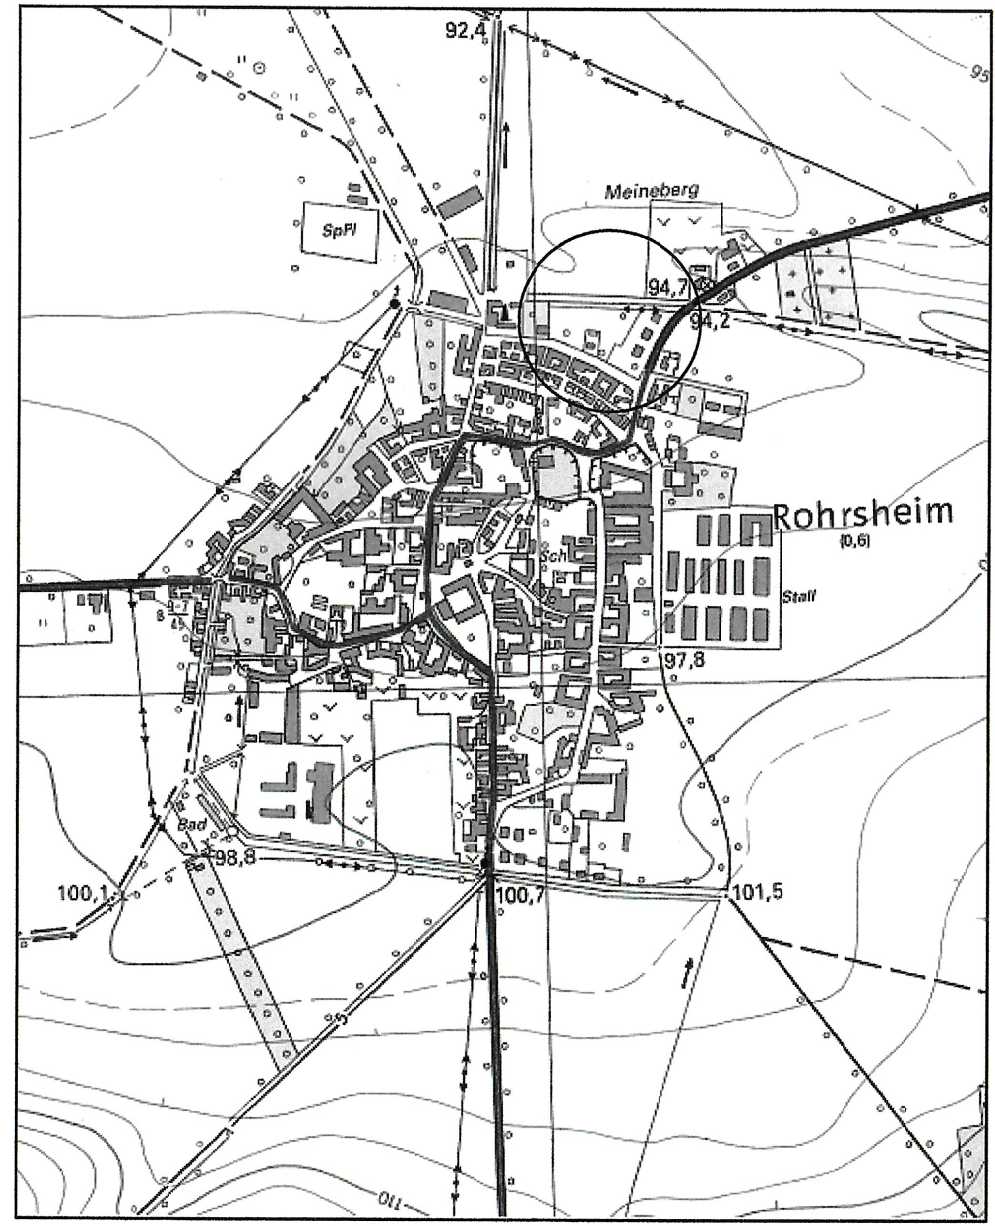 92,4
95
Meineberg
SpPl
94,7
94,2
Rohrsheim
(0,6)
Sch
Stall
97,8
Bad
98,8
100,1
100,7
101,5
110